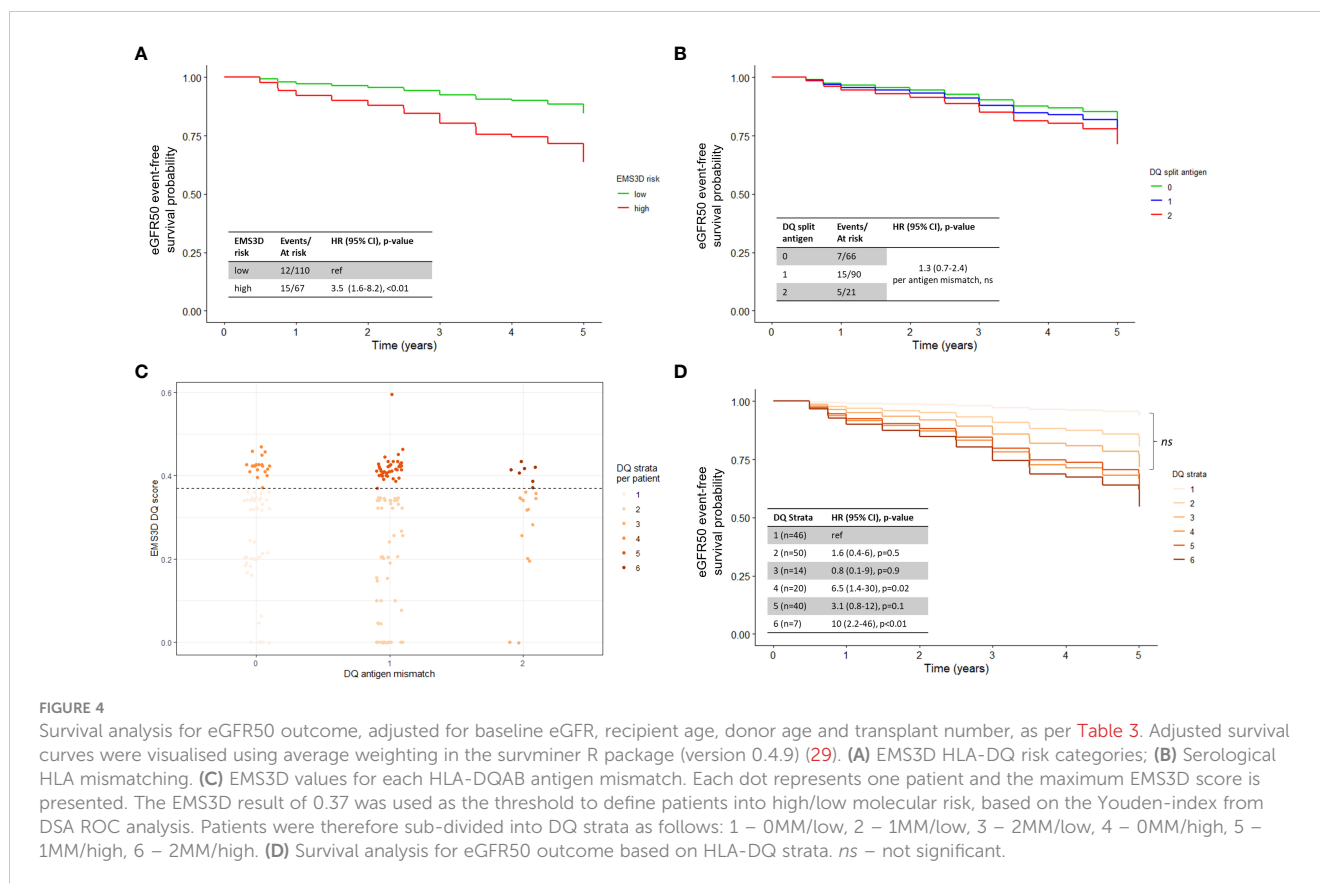 A
eGFR50 event-free
survival probability
1.00
0.75
0.50
0.25
0.00
EMS3D risk
low
high
EMS3D risk Events/ At risk HR (95% CI), p-value
low 12/110 ref
high 15/67 3.5 (1.6-8.2), <0.01
0 1 2 3 4 5
Time (years)
B
eGFR50 event-free
survival probability
1.00
0.75
0.50
0.25
0.00
DQ split antigen
0
1
2
DQ split antigen Events/ At risk HR (95% CI), p-value
0 7/66
1 15/90
2 5/21
1.3 (0.7-2.4)
per antigen mismatch, ns
0 1 2 3 4 5
Time (years)
C
EMS3D DQ score
0.6
0.4
0.2
0.0
DQ strata
per patient
1
2
3
4
5
6
0 1 2
DQ antigen mismatch
D
eGFR50 event-free
survival probability
1.00
0.75
0.50
0.25
0.00
ns
DQ strata
1
2
3
4
5
6
DQ Strata HR (95% CI), p-value
1 (n=46) ref
2 (n=50) 1.6 (0.4-6), p=0.5
3 (n=14) 0.8 (0.1-9), p=0.9
4 (n=20) 6.5 (1.4-30), p=0.02
5 (n=40) 3.1 (0.8-12), p=0.1
6 (n=7) 10 (2.2-46), p<0.01
0 1 2 3 4 5
Time (years)
FIGURE 4
Survival analysis for eGFR50 outcome, adjusted for baseline eGFR, recipient age, donor age and transplant number, as per Table 3. Adjusted survival
curves were visualised using average weighting in the survminer R package (version 0.4.9) (29). (A) EMS3D HLA-DQ risk categories; (B) Serological
HLA mismatching. (C) EMS3D values for each HLA-DQAB antigen mismatch. Each dot represents one patient and the maximum EMS3D score is
presented. The EMS3D result of 0.37 was used as the threshold to define patients into high/low molecular risk, based on the Youden-index from
DSA ROC analysis. Patients were therefore sub-divided into DQ strata as follows: 1 – 0MM/low, 2 – 1MM/low, 3 – 2MM/low, 4 – 0MM/high, 5 –
1MM/high, 6 – 2MM/high. (D) Survival analysis for eGFR50 outcome based on HLA-DQ strata. ns – not significant.